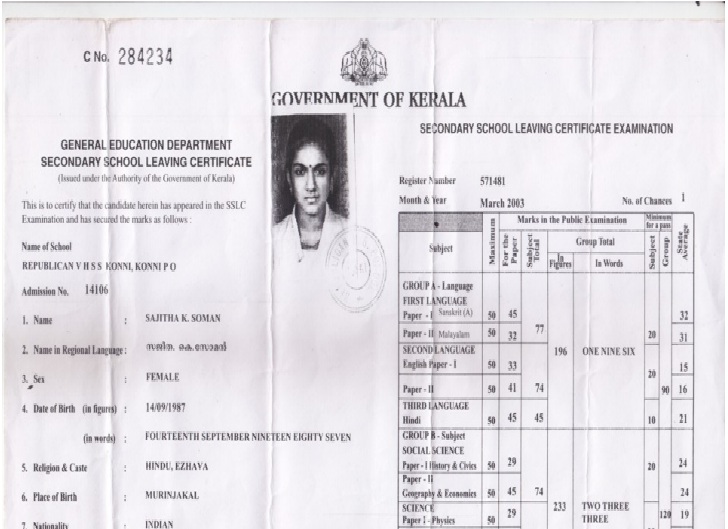 C No. 284234
GOVERNMENT OF KERALA
GENERAL EDUCATION DEPARTMENT
SECONDARY SCHOOL LEAVING CERTIFICATE
(Issued under the Authority of the Government of Kerala)
This is to certify that the candidate herein has appeared in the SSLC
Examination and has secured the marks as follows :
Name of School
REPUBLICAN V H S S KONNI, KONNI P O
Admission No. 14106
1. Name : SAJITHA K. SOMAN
2. Name in Regional Language : സജിത. കെ.സോമൻ
3. Sex : FEMALE
4. Date of Birth (in figures) : 14/09/1987
(in words) : FOURTEENTH SEPTEMBER NINETEEN EIGHTY SEVEN
5. Religion & Caste : HINDU, EZHAVA
6. Place of Birth : MURINJAKAL
7. Nationality : INDIAN
SECONDARY SCHOOL LEAVING CERTIFICATE EXAMINATION
Register Number 571481
Month & Year March 2003 No. of Chances 1
Subject Maximum Marks in the Public Examination Minimum for a pass State Average
For the Paper Subject Total Group Total Subject Group
In Figures In Words
GROUP A - Language
FIRST LANGUAGE
Paper - I Sanskrit (A) 50 45 32
Paper - II Malayalam 50 32 77 20 31
SECOND LANGUAGE 196 ONE NINE SIX
English Paper - I 50 33 20 15
Paper - II 50 41 74 90 16
THIRD LANGUAGE
Hindi 50 45 45 10 21
GROUP B - Subject
SOCIAL SCIENCE
Paper - I History & Civics 50 29 20 24
Paper - II
Geography & Economics 50 45 74 24
SCIENCE 233 TWO THREE THREE
Paper I - Physics 50 29 120 19